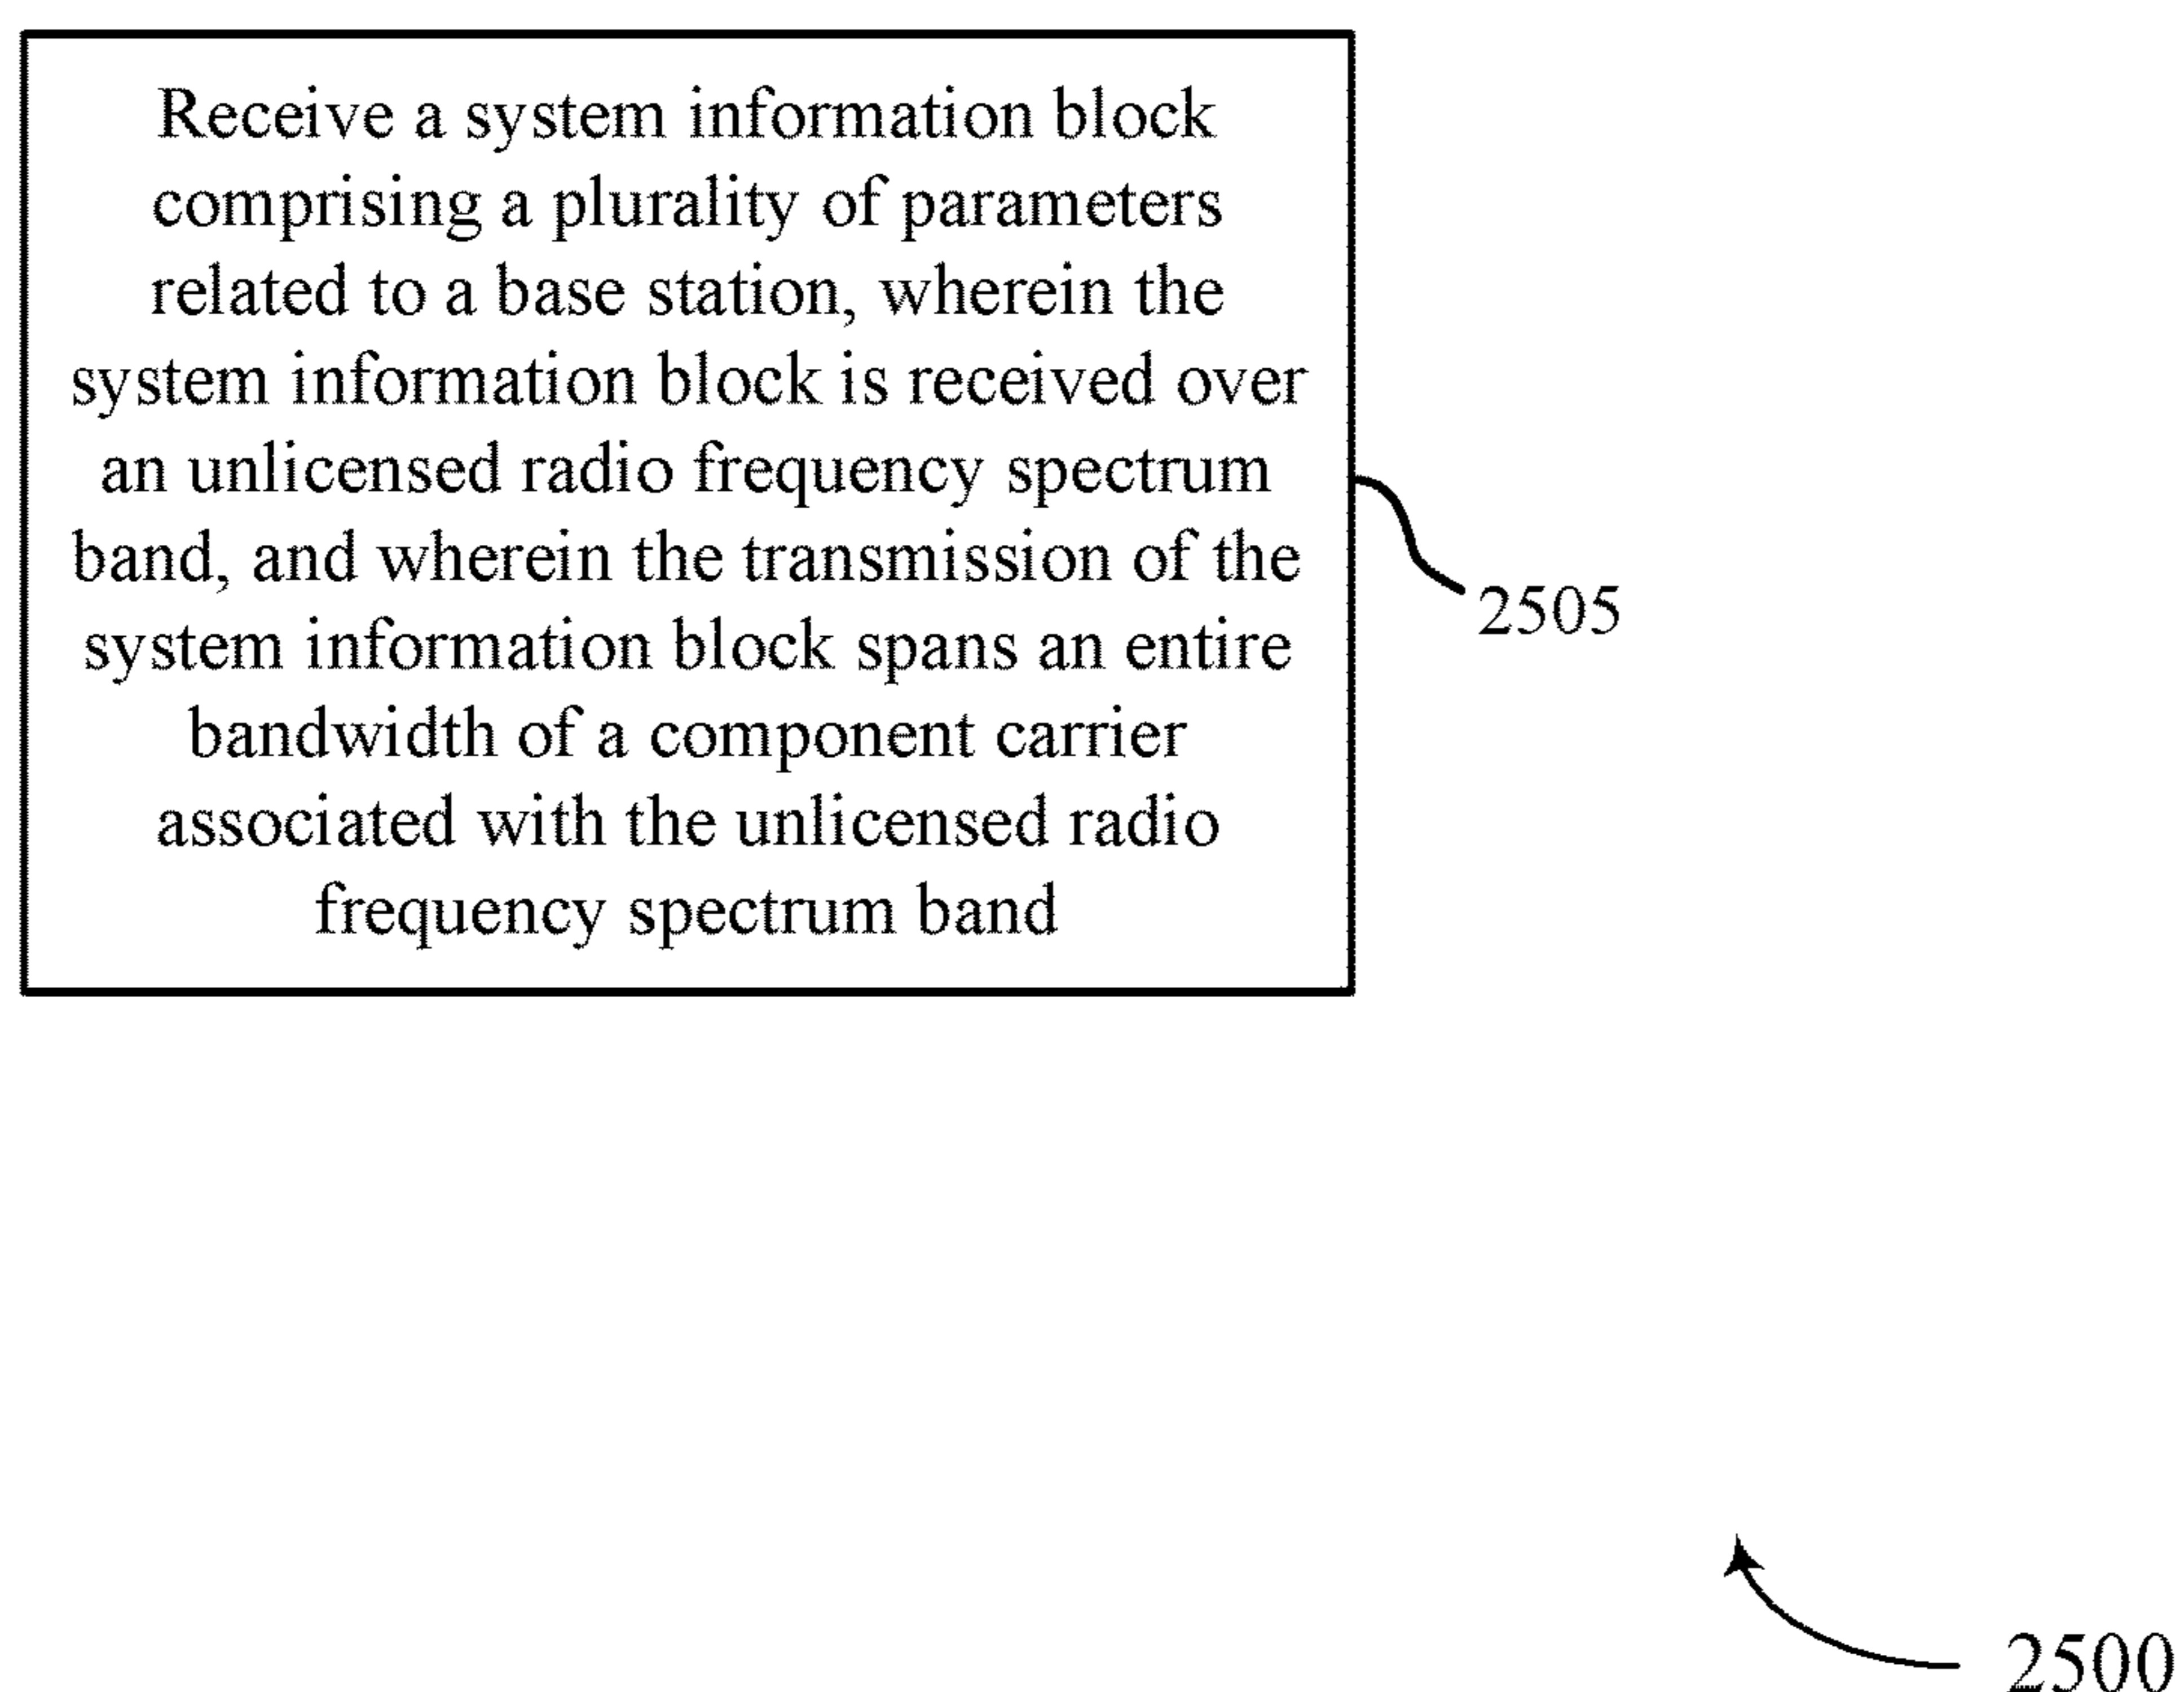 Receive a system information block
comprising a plurality of parameters
related to a base station, wherein the
system information block is received over
an unlicensed radio frequency spectrum
band, and wherein the transmission of the
system information block spans an entire
bandwidth of a component carrier
associated with the unlicensed radio
frequency spectrum band
2505
2500